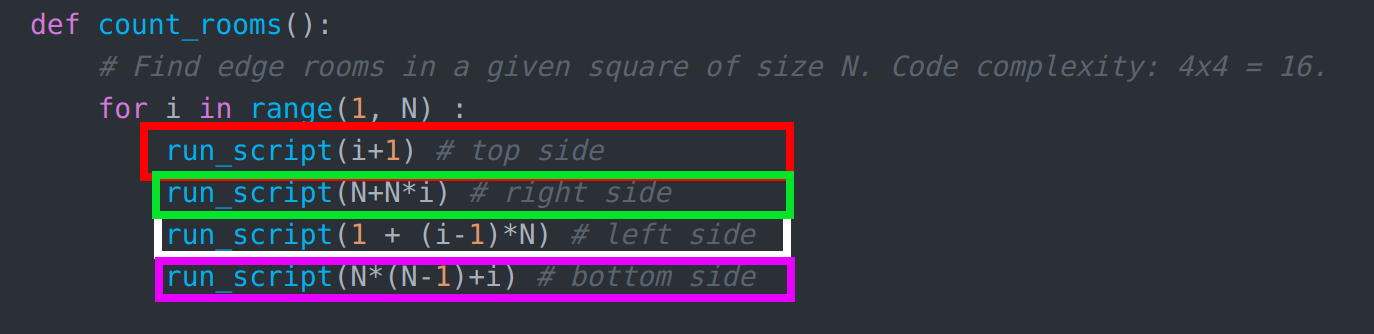 def count_rooms():
    # Find edge rooms in a given square of size N. Code complexity: 4x4 = 16.
    for i in range(1, N) :
        run_script(i+1) # top side
        run_script(N+N*i) # right side
        run_script(1 + (i-1)*N) # left side
        run_script(N*(N-1)+i) # bottom side